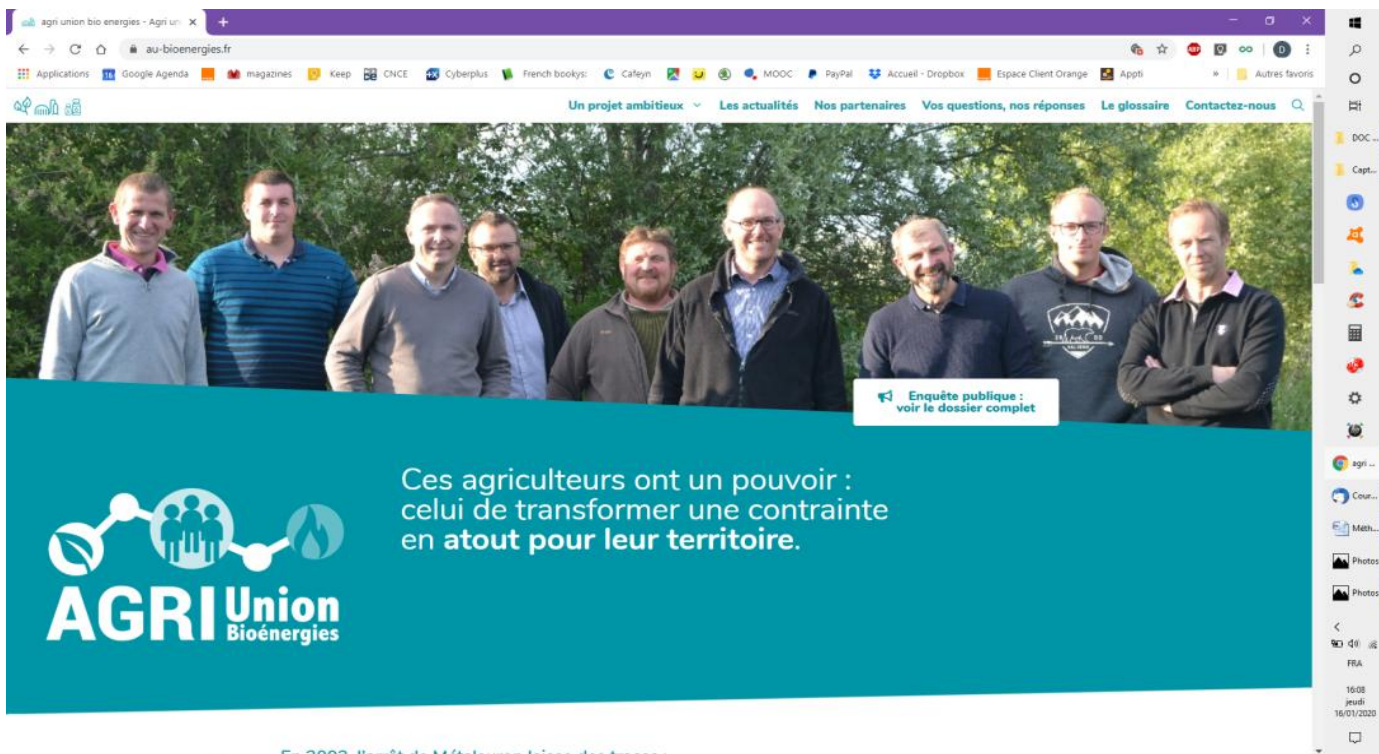 agri union bio energies - Agri un
au-bioenergies.fr
Applications
Google Agenda
magazines
Keep
CNCE
Cyberplus
French bookys:
Cafeyn
MOOC
PayPal
Accueil - Dropbox
Espace Client Orange
Appti
»
Autres favoris
Un projet ambitieux
Les actualités
Nos partenaires
Vos questions, nos réponses
Le glossaire
Contactez-nous
Enquête publique :
voir le dossier complet
Ces agriculteurs ont un pouvoir :
celui de transformer une contrainte
en atout pour leur territoire.
AGRI Union
Bioénergies
DOC ...
Capt...
agri ...
Cour...
Méth...
Photos
Photos
FRA
16:08
jeudi
16/01/2020